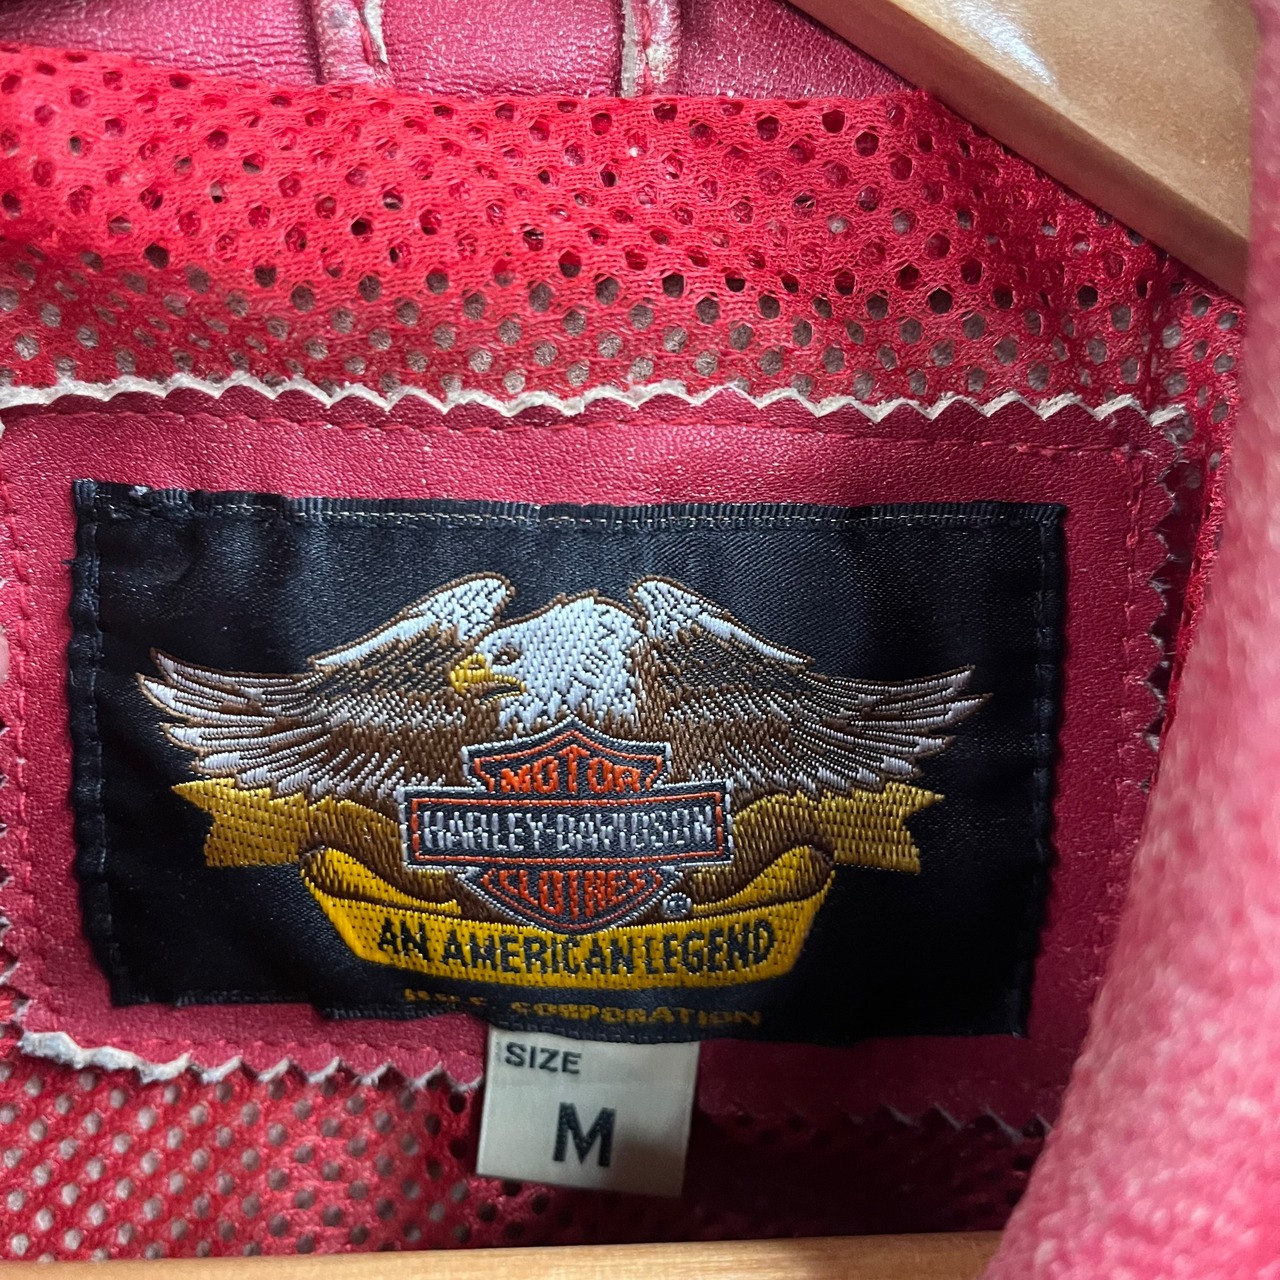 MOTOR
HARLEY-DAVIDSON
CLOTHES
®
AN AMERICAN LEGEND
CORPORATION
SIZE
M